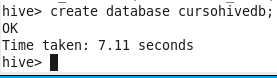 hive> create database cursohivedb;
OK
Time taken: 7.11 seconds
hive>